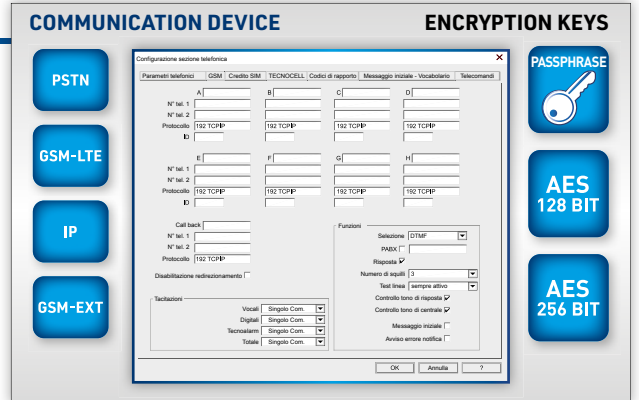 COMMUNICATION DEVICE
ENCRYPTION KEYS
PSTN
GSM-LTE
IP
GSM-EXT
Configurazione sezione telefonica
Parametri telefonici GSM Credito SIM TECNOCELL Codici di rapporto Messaggio iniziale - Vocabolario Telecomandi
A B C D
N° tel. 1
N° tel. 2
Protocollo 192 TCPIP 192 TCPIP 192 TCPIP 192 TCPIP
ID
E F G H
N° tel. 1
N° tel. 2
Protocollo 192 TCPIP 192 TCPIP 192 TCPIP 192 TCPIP
ID
Call back
N° tel. 1
N° tel. 2
Protocollo 192 TCPIP
Disabilitazione redirezionamento
Tacitazioni
Vocali Singolo Com.
Digitali Singolo Com.
Tecnoalarm Singolo Com.
Totale Singolo Com.
Funzioni
Selezione DTMF
PABX
Risposta
Numero di squilli 3
Test linea sempre attivo
Controllo tono di risposta
Controllo tono di centrale
Messaggio iniziale
Avviso errore notifica
OK Annulla ?
PASSPHRASE
AES
128 BIT
AES
256 BIT